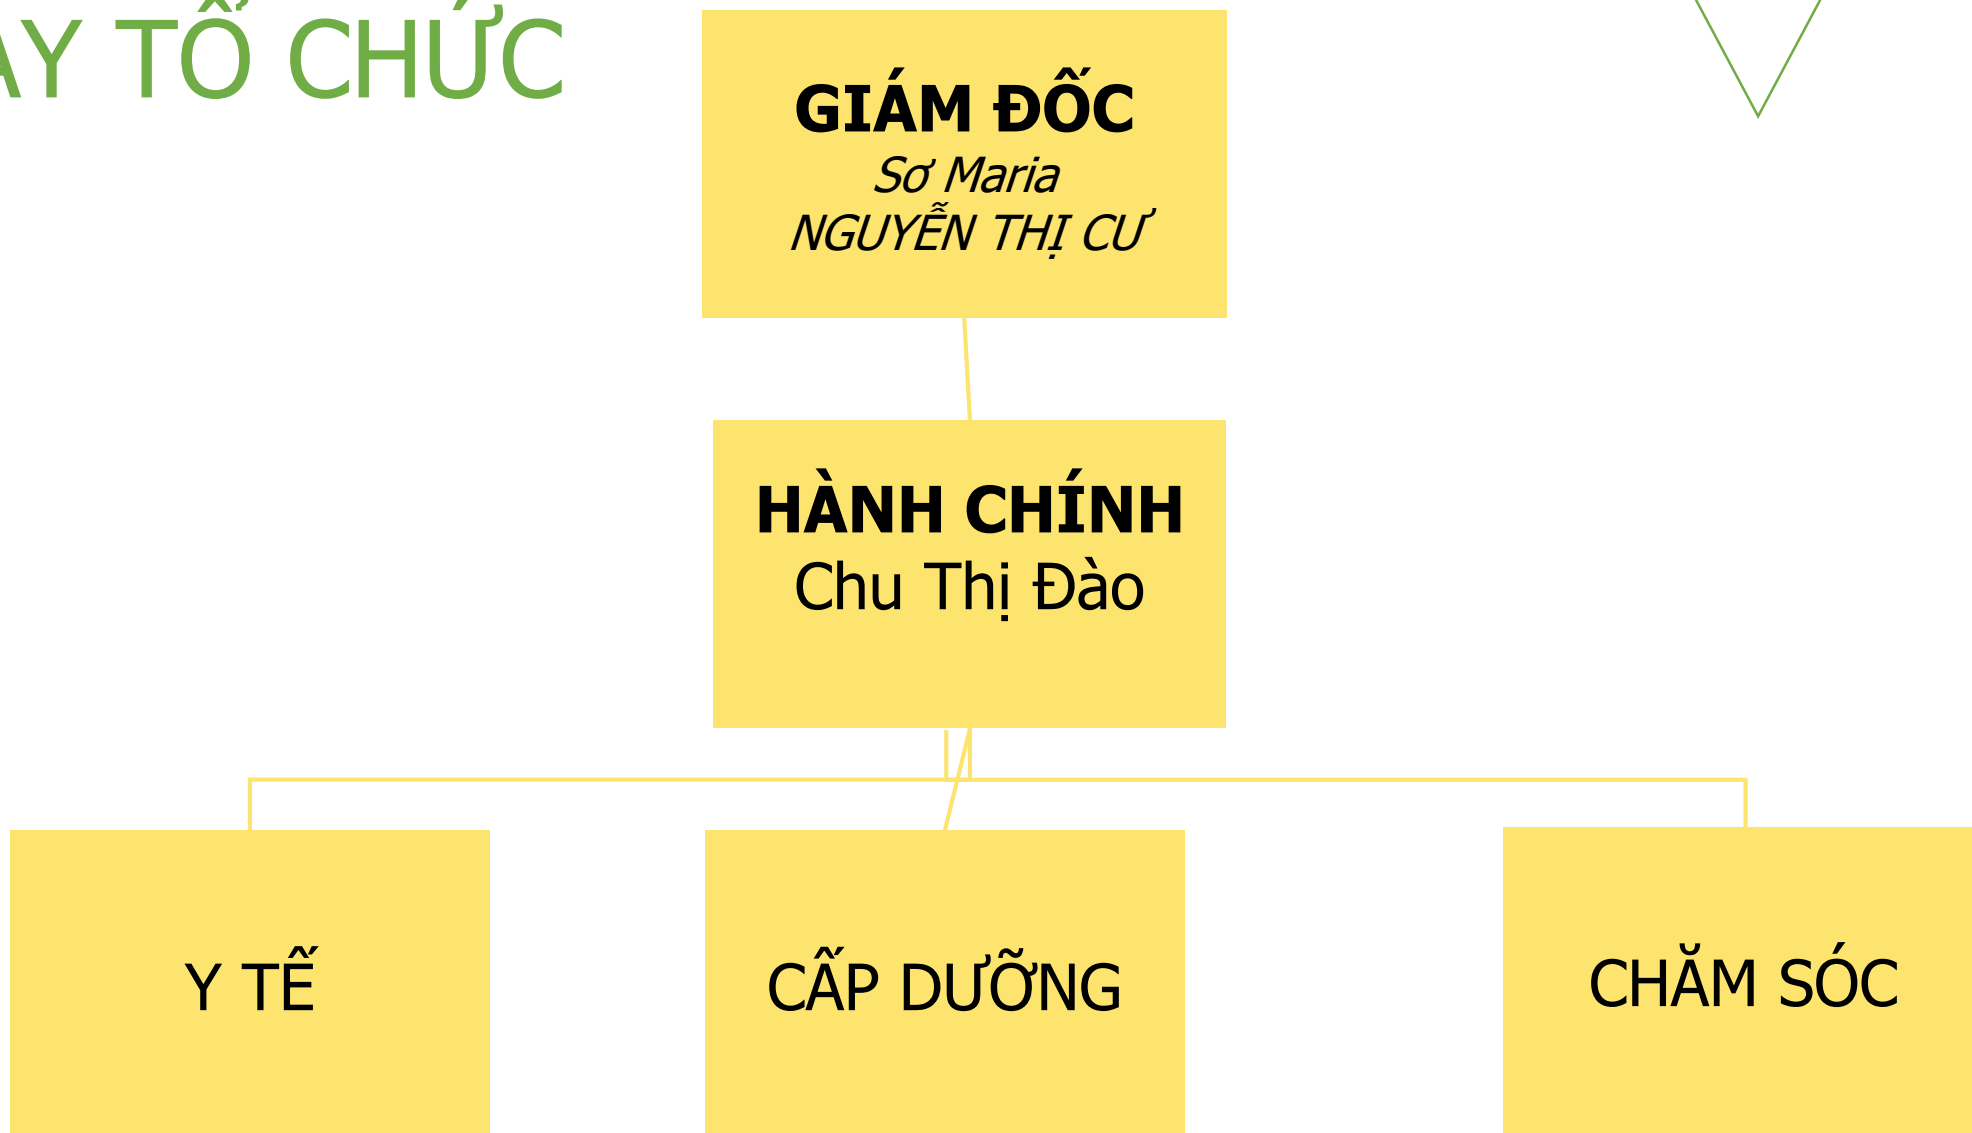 TỔ CHỨC
GIÁM ĐỐC
Sơ Maria
NGUYỄN THỊ CƯ
HÀNH CHÍNH
Chu Thị Đào
Y TẾ
CẤP DƯỠNG
CHĂM SÓC